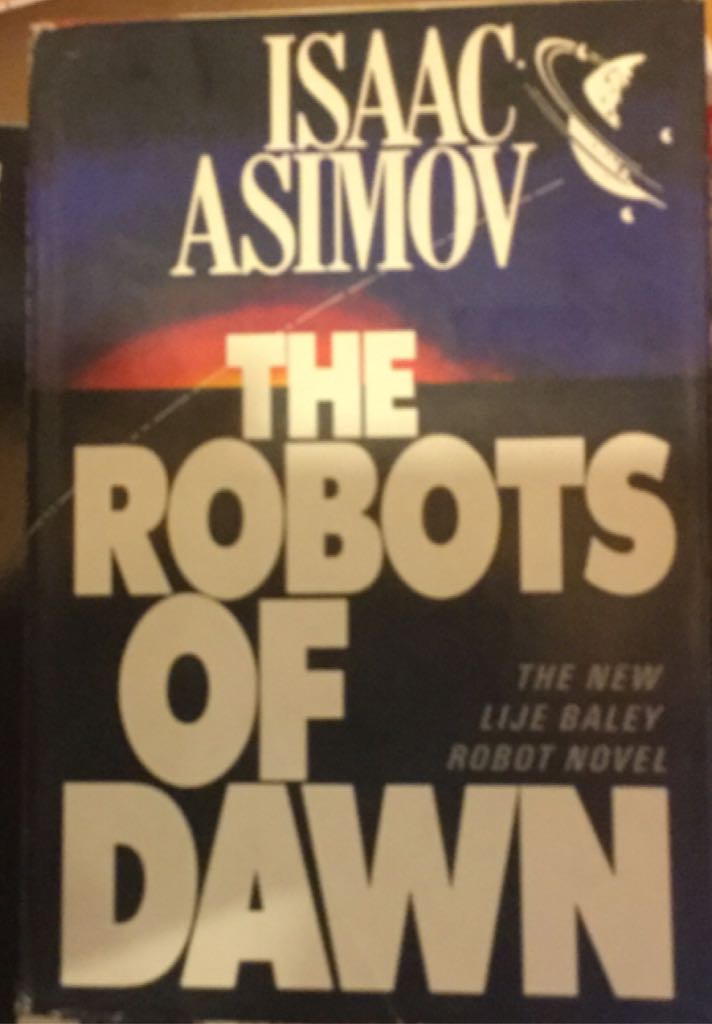 ISAAC
ASIMOV
THE
ROBOTS
OF
THE NEW
LIJE BALEY
ROBOT NOVEL
DAWN